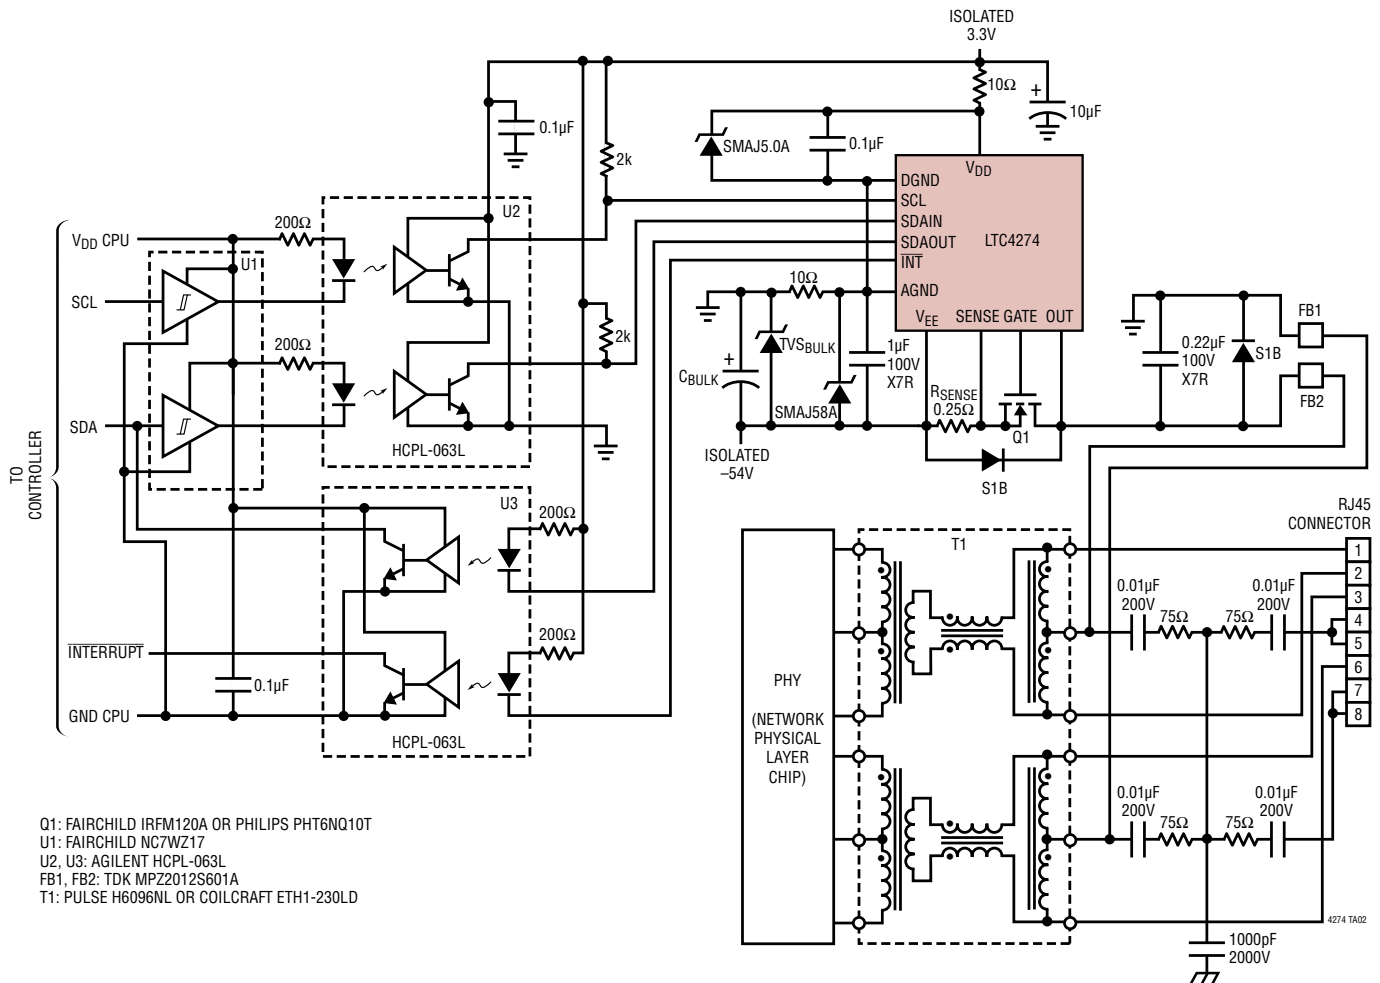 ISOLATED
3.3V
10Ω
+
10µF
0.1µF
2k
SMAJ5.0A
0.1µF
VDD
DGND
SCL
SDAIN
SDAOUT
INT
AGND
LTC4274
VEE
SENSE
GATE
OUT
U2
200Ω
VDD CPU
U1
SCL
200Ω
SDA
HCPL-063L
2k
TO
CONTROLLER
10Ω
+
CBULK
TVSBULK
SMAJ58A
1µF
100V
X7R
RSENSE
0.25Ω
Q1
S1B
ISOLATED
–54V
0.22µF
100V
X7R
S1B
FB1
FB2
U3
200Ω
200Ω
INTERRUPT
0.1µF
GND CPU
HCPL-063L
RJ45
CONNECTOR
1
2
3
4
5
6
7
8
T1
PHY
(NETWORK
PHYSICAL
LAYER
CHIP)
0.01µF
200V
75Ω
75Ω
0.01µF
200V
0.01µF
200V
75Ω
75Ω
0.01µF
200V
1000pF
2000V
4274 TA02
Q1: FAIRCHILD IRFM120A OR PHILIPS PHT6NQ10T
U1: FAIRCHILD NC7WZ17
U2, U3: AGILENT HCPL-063L
FB1, FB2: TDK MPZ2012S601A
T1: PULSE H6096NL OR COILCRAFT ETH1-230LD